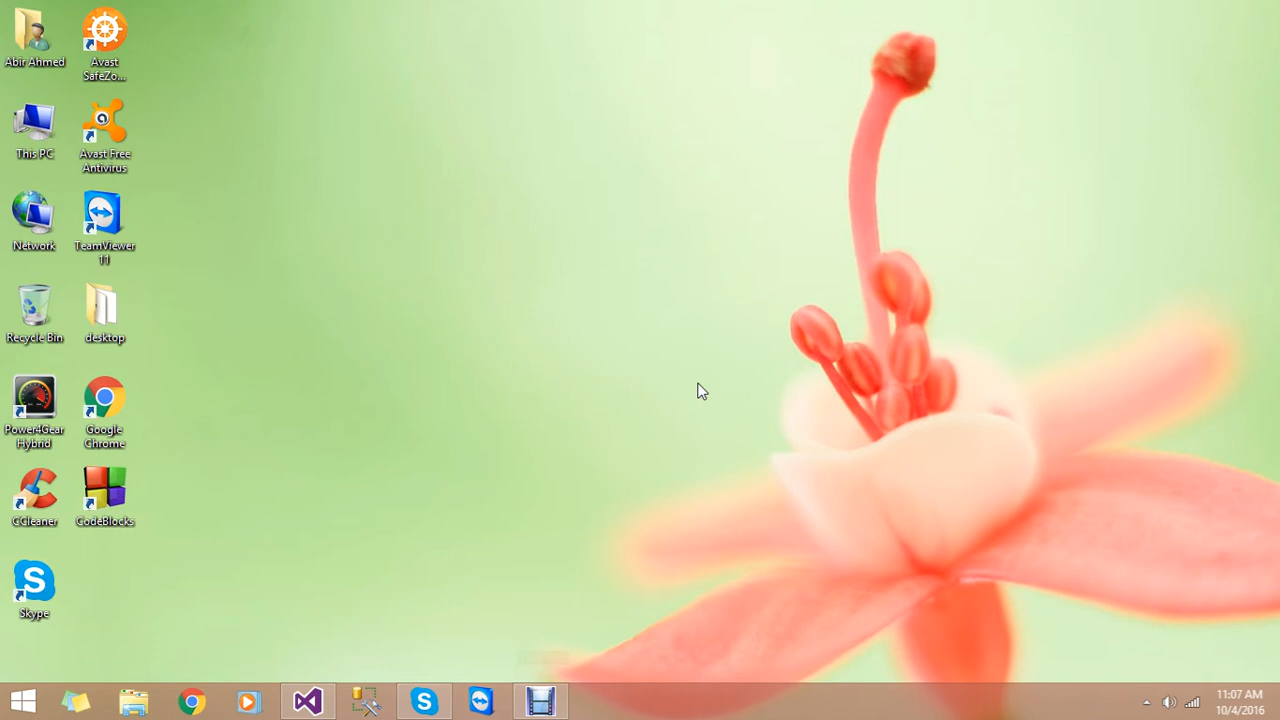 Abir Ahmed
Avast
SafeZo...
This PC
Avast Free
Antivirus
Network
TeamViewer
11
Recycle Bin
desktop
Power4Gear
Hybrid
Google
Chrome
CCleaner
CodeBlocks
S
Skype
S
11:07 AM
10/4/2016